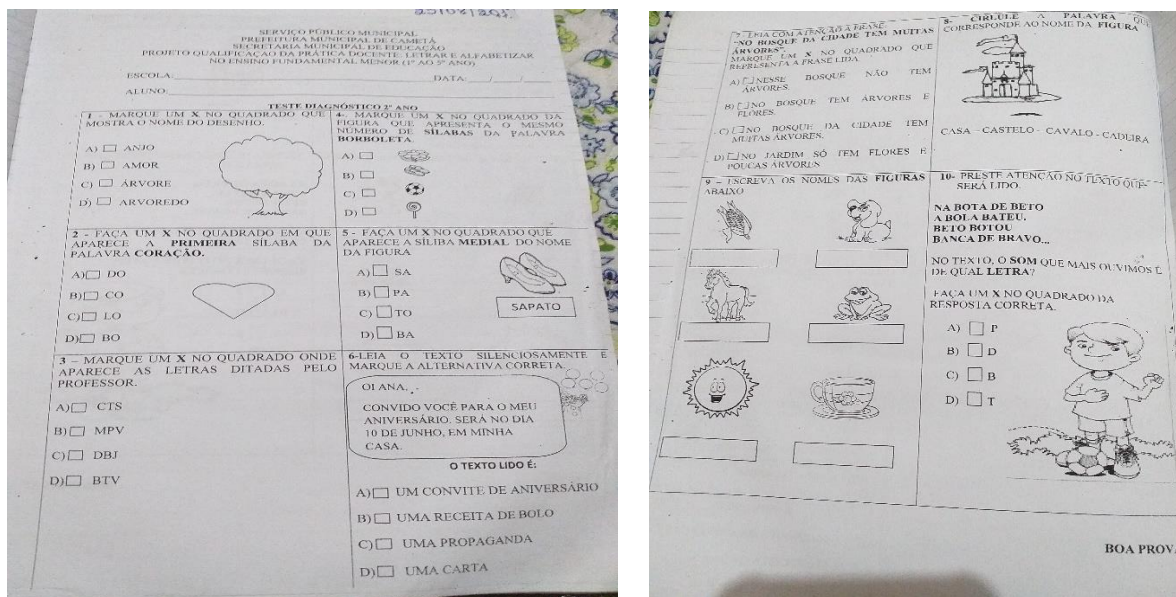 25/08/2017
SERVIÇO PÚBLICO MUNICIPAL
PREFEITURA MUNICIPAL DE CAMETÁ
SECRETARIA MUNICIPAL DE EDUCAÇÃO
PROJETO QUALIFICAÇÃO DA PRÁTICA DOCENTE: LETRAR E ALFABETIZAR
NO ENSINO FUNDAMENTAL MENOR (1º AO 5º ANO)
ESCOLA: DATA: / /
ALUNO:
TESTE DIAGNÓSTICO 2º ANO
1 - MARQUE UM X NO QUADRADO QUE
MOSTRA O NOME DO DESENHO.
A) ANJO
B) AMOR
C) ÁRVORE
D) ARVOREDO
2 - FAÇA UM X NO QUADRADO EM QUE
APARECE A PRIMEIRA SÍLABA DA
PALAVRA CORAÇÃO.
A) DO
B) CO
C) LO
D) BO
3 - MARQUE UM X NO QUADRADO ONDE
APARECE AS LETRAS DITADAS PELO
PROFESSOR.
A) CTS
B) MPV
C) DBJ
D) BTV
4- MARQUE UM X NO QUADRADO DA
FIGURA QUE APRESENTA O MESMO
NÚMERO DE SÍLABAS DA PALAVRA
BORBOLETA.
A)
B)
C)
D)
5 - FAÇA UM X NO QUADRADO QUE
APARECE A SÍLIBA MEDIAL DO NOME
DA FIGURA
A) SA
B) PA
C) TO
D) BA
SAPATO
6-LEIA O TEXTO SILENCIOSAMENTE E
MARQUE A ALTERNATIVA CORRETA.
OI ANA,
CONVIDO VOCÊ PARA O MEU
ANIVERSÁRIO. SERÁ NO DIA
10 DE JUNHO, EM MINHA
CASA.
O TEXTO LIDO É:
A) UM CONVITE DE ANIVERSÁRIO
B) UMA RECEITA DE BOLO
C) UMA PROPAGANDA
D) UMA CARTA
7- LEIA COM ATENÇÃO A FRASE:
"NO BOSQUE DA CIDADE TEM MUITAS
ÁRVORES".
MARQUE UM X NO QUADRADO QUE
REPRESENTA A FRASE LIDA
A) NESSE BOSQUE NÃO TEM
ÁRVORES.
B) NO BOSQUE TEM ÁRVORES E
FLORES.
C) NO BOSQUE DA CIDADE TEM
MUITAS ÁRVORES.
D) NO JARDIM SÓ TEM FLORES E
POUCAS ÁRVORES
8- CIRLULE A PALAVRA QUE
CORRESPONDE AO NOME DA FIGURA
CASA - CASTELO - CAVALO - CADEIRA
9 - ESCREVA OS NOMES DAS FIGURAS
ABAIXO
10- PRESTE ATENÇÃO NO TEXTO QUE
SERÁ LIDO.
NA BOTA DE BETO
A BOLA BATEU.
BETO BOTOU
BANCA DE BRAVO...
NO TEXTO, O SOM QUE MAIS OUVIMOS É
DE QUAL LETRA?
FAÇA UM X NO QUADRADO DA
RESPOSTA CORRETA.
A) P
B) D
C) B
D) T
BOA PROV